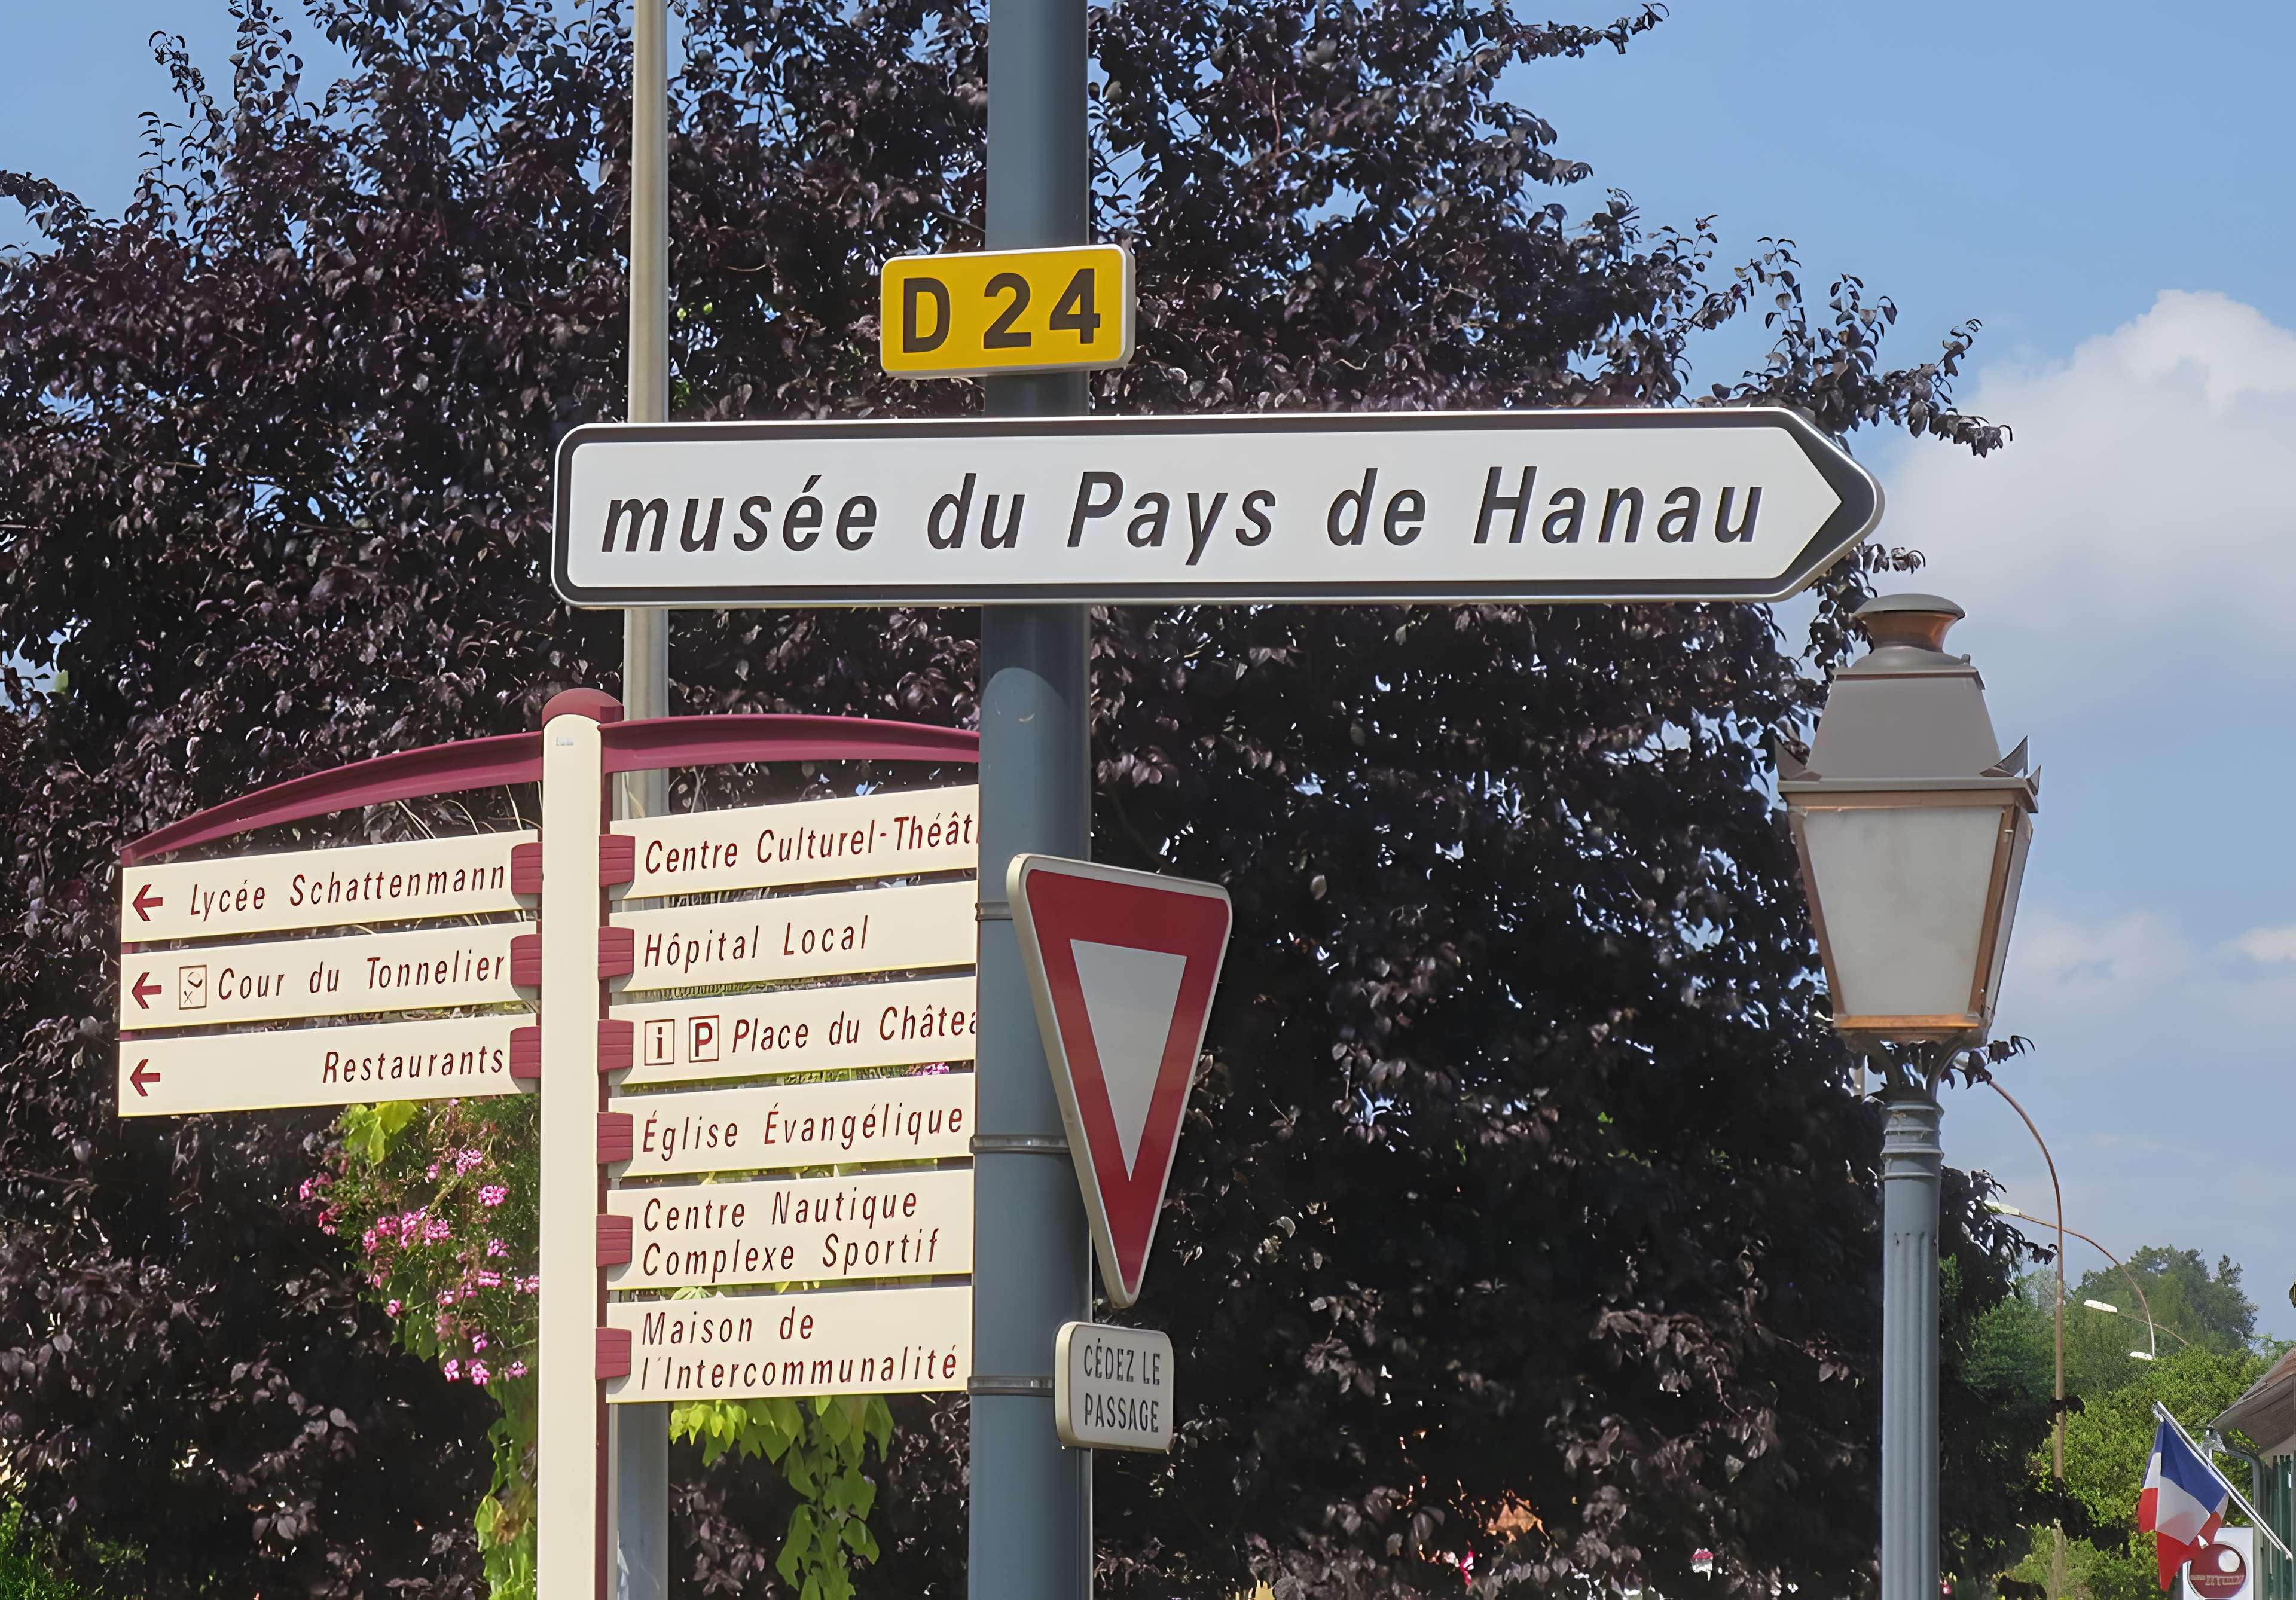 D 24
musée du Pays de Hanau
Lycée Schattenmann
Cour du Tonnelier
Restaurants
Centre Culturel-Théât
Hôpital Local
i P Place du Châtea
Église Évangélique
Centre Nautique
Complexe Sportif
Maison de
l'Intercommunalité
CÉDEZ LE
PASSAGE